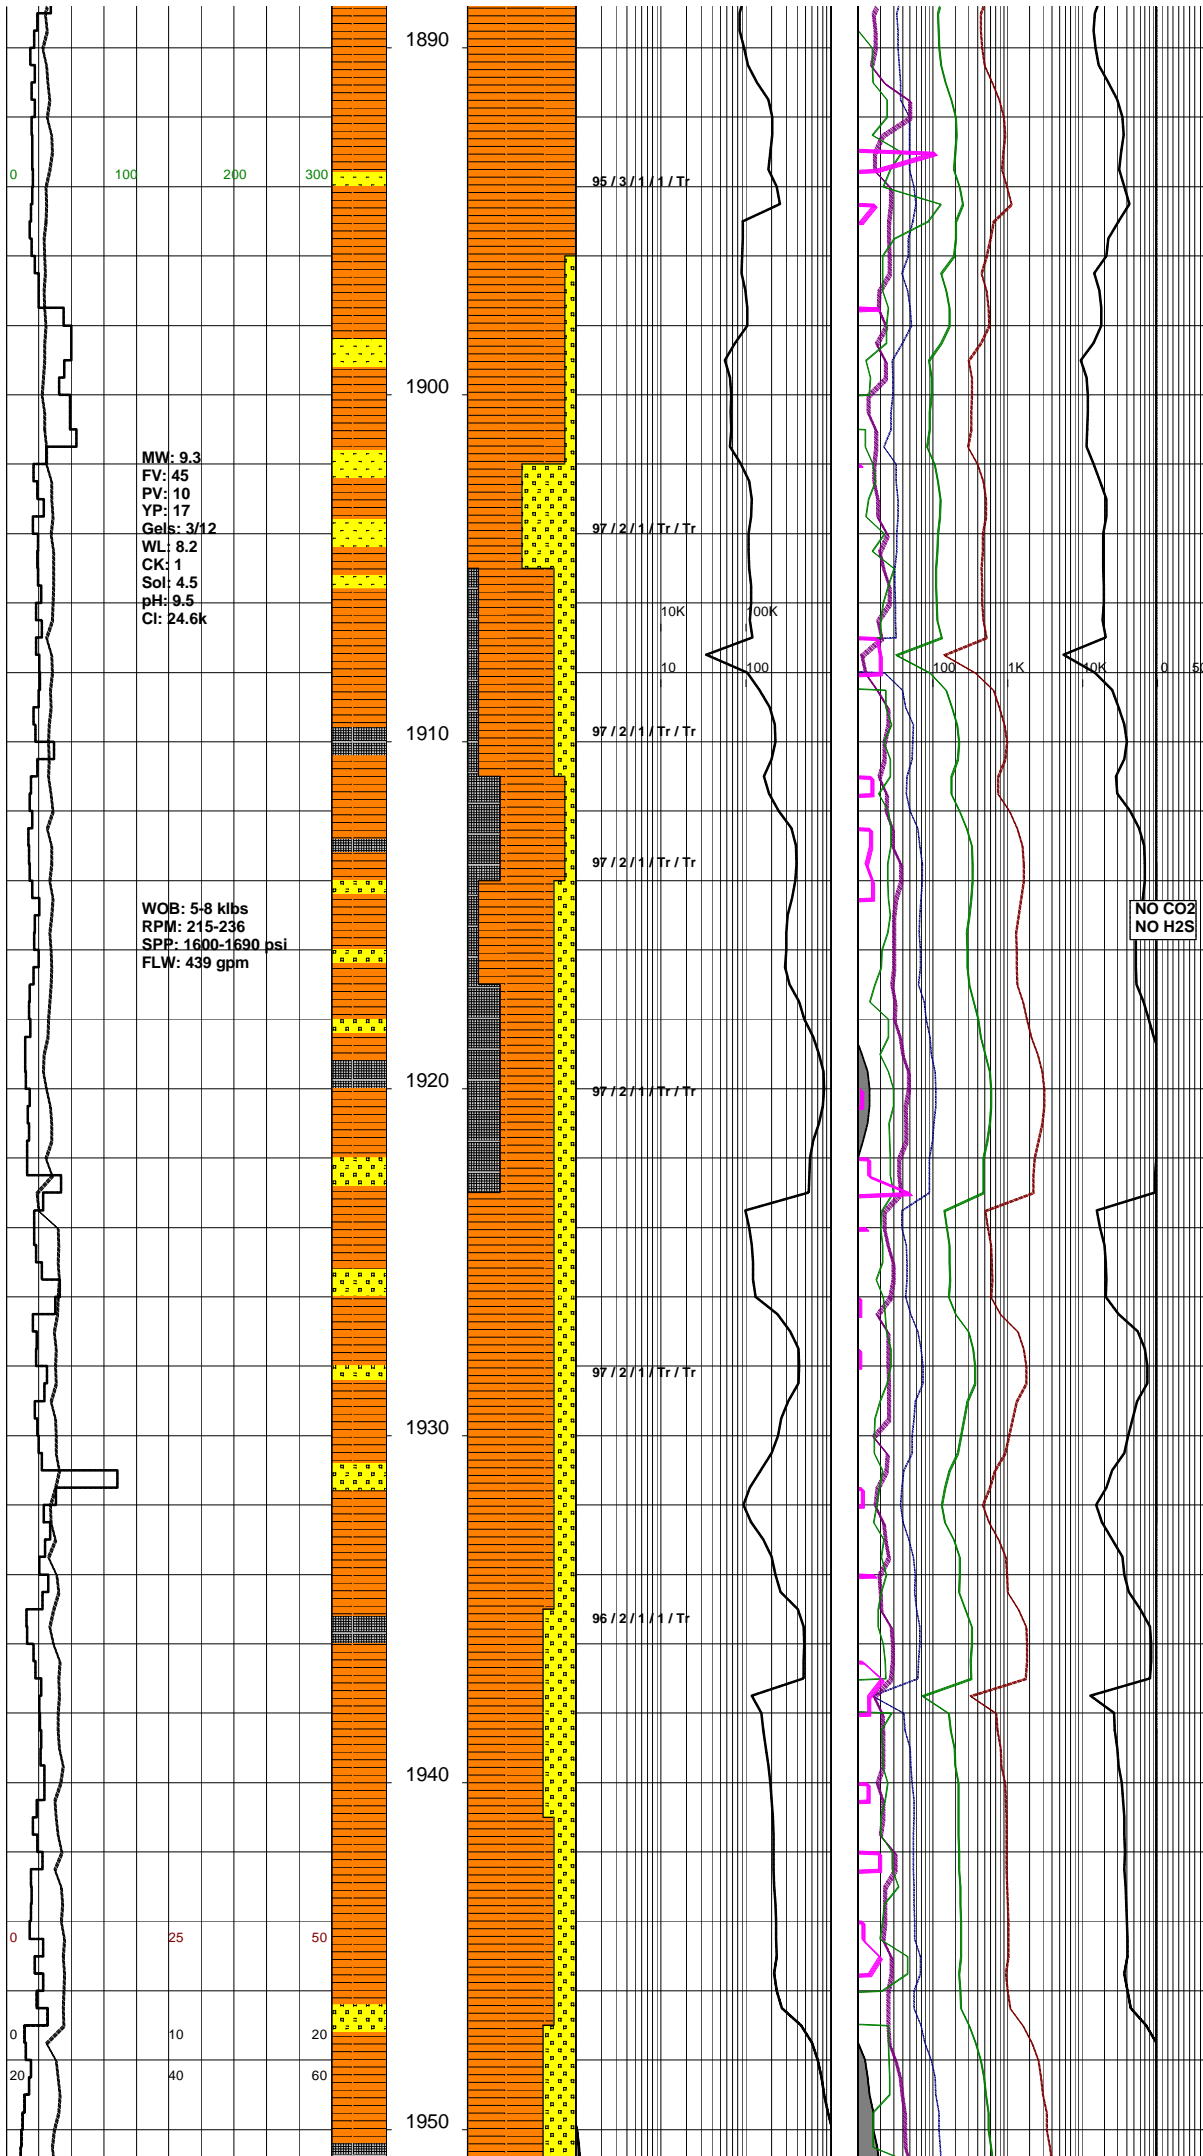 1890
0 100 200 300
95 / 3 / 1 / 1 / Tr
1900
MW: 9.3
FV: 45
PV: 10
YP: 17
Gels: 3/12
WL: 8.2
CK: 1
Sol: 4.5
pH: 9.5
Cl: 24.6k
97 / 2 / 1 / Tr / Tr
10K 100K
10 100
100 1K 10K 0 50
1910
97 / 2 / 1 / Tr / Tr
97 / 2 / 1 / Tr / Tr
WOB: 5-8 klbs
RPM: 215-236
SPP: 1600-1690 psi
FLW: 439 gpm
NO CO2
NO H2S
1920
97 / 2 / 1 / Tr / Tr
97 / 2 / 1 / Tr / Tr
1930
96 / 2 / 1 / 1 / Tr
1940
0 25 50
0 10 20
20 40 60
1950